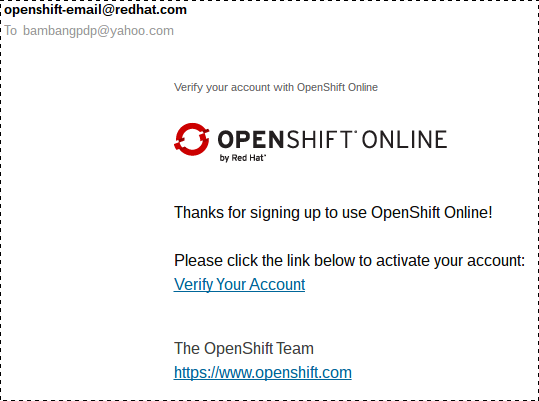 openshift-email@redhat.com
To bambangpdp@yahoo.com
Verify your account with OpenShift Online
OPENSHIFT ONLINE
by Red Hat®
Thanks for signing up to use OpenShift Online!
Please click the link below to activate your account:
Verify Your Account
The OpenShift Team
https://www.openshift.com